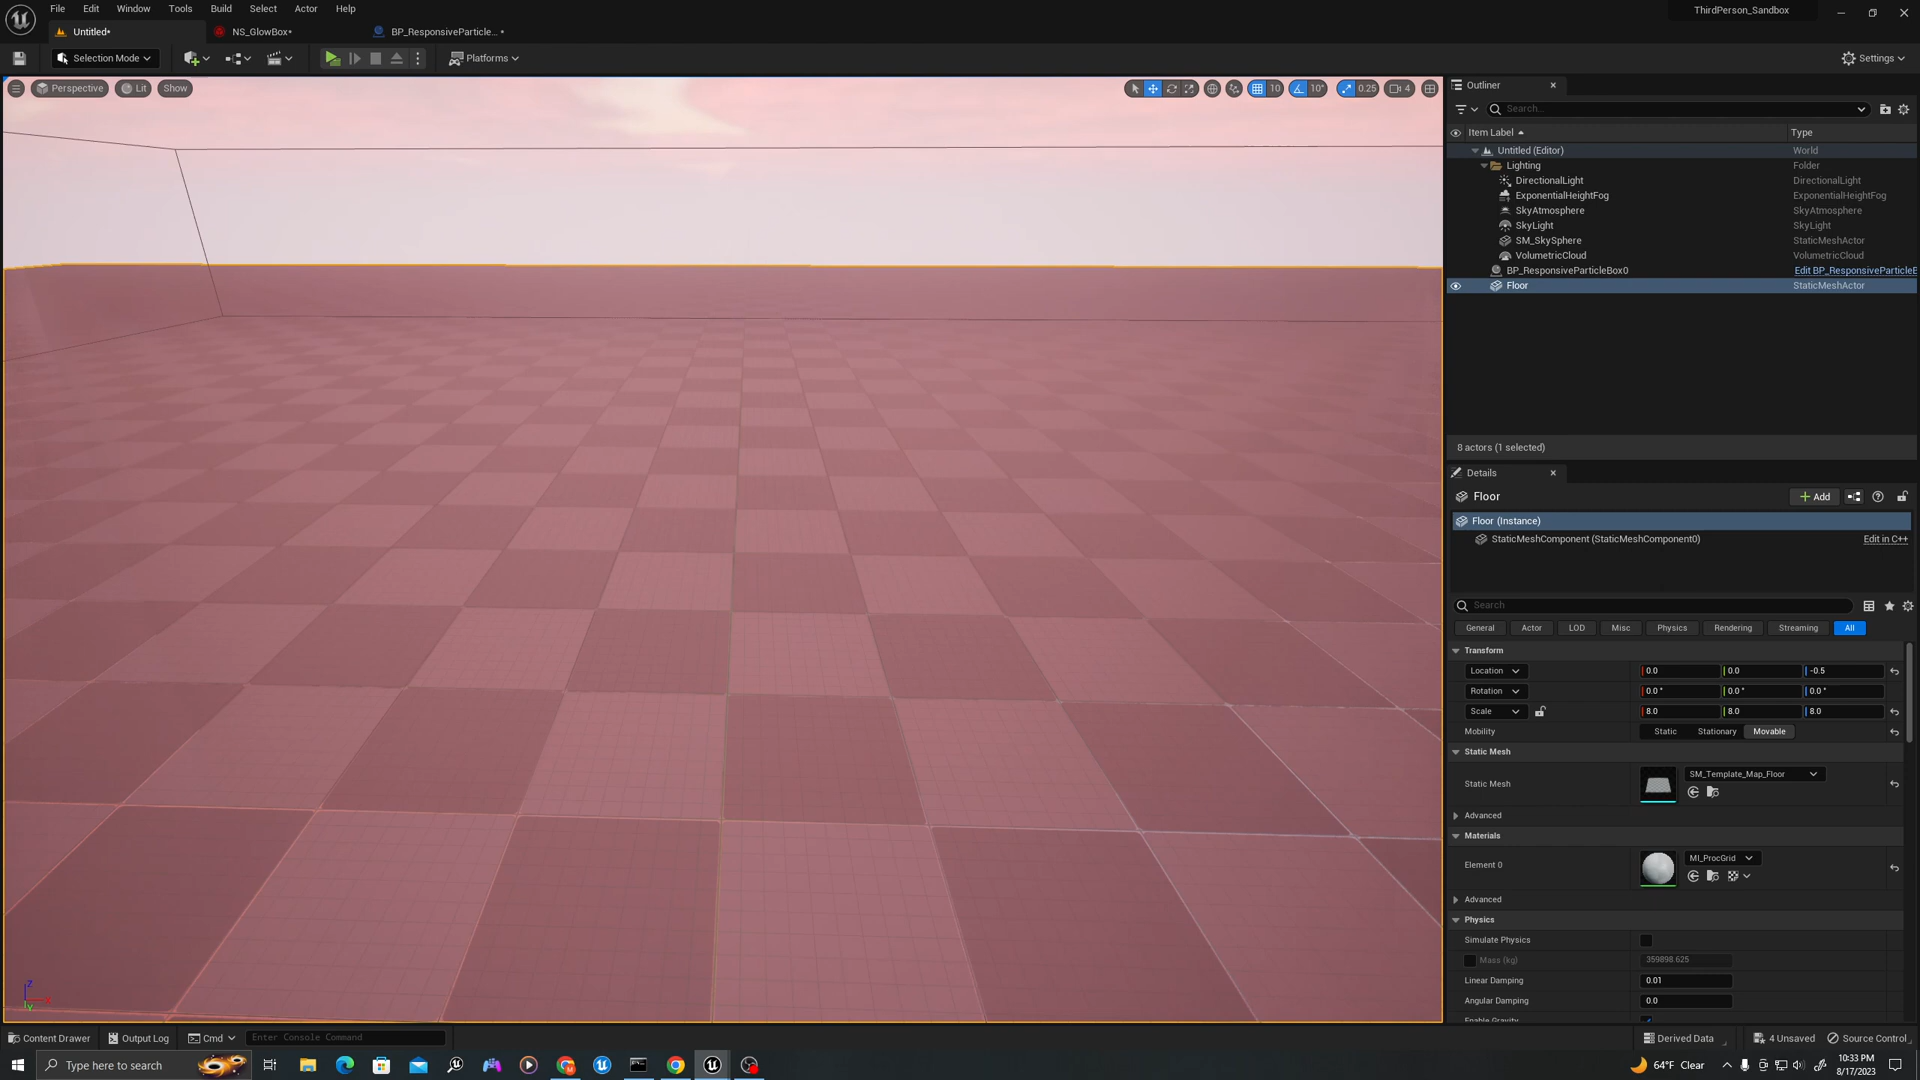 File Edit Window Tools Build Select Actor Help
ThirdPerson_Sandbox
Untitled* NS_GlowBox* BP_ResponsiveParticle... *
Selection Mode Platforms Settings
Perspective Lit Show 10 10° 0.25 4
Outliner
Search...
Item Label Type
Untitled (Editor) World
Lighting Folder
DirectionalLight DirectionalLight
ExponentialHeightFog ExponentialHeightFog
SkyAtmosphere SkyAtmosphere
SkyLight SkyLight
SM_SkySphere StaticMeshActor
VolumetricCloud VolumetricCloud
BP_ResponsiveParticleBox0 Edit BP_ResponsiveParticleB
Floor StaticMeshActor
8 actors (1 selected)
Details
Floor Add
Floor (Instance)
StaticMeshComponent (StaticMeshComponent0) Edit in C++
Search
General Actor LOD Misc Physics Rendering Streaming All
Transform
Location 0.0 0.0 -0.5
Rotation 0.0 ° 0.0 ° 0.0 °
Scale 8.0 8.0 8.0
Mobility Static Stationary Movable
Static Mesh
Static Mesh SM_Template_Map_Floor
Advanced
Materials
Element 0 MI_ProcGrid
Advanced
Physics
Simulate Physics
Mass (kg) 359898.625
Linear Damping 0.01
Angular Damping 0.0
Enable Gravity
Z
X
Y
Content Drawer Output Log Cmd Enter Console Command Derived Data 4 Unsaved Source Control
Type here to search 64°F Clear 10:33 PM
8/17/2023